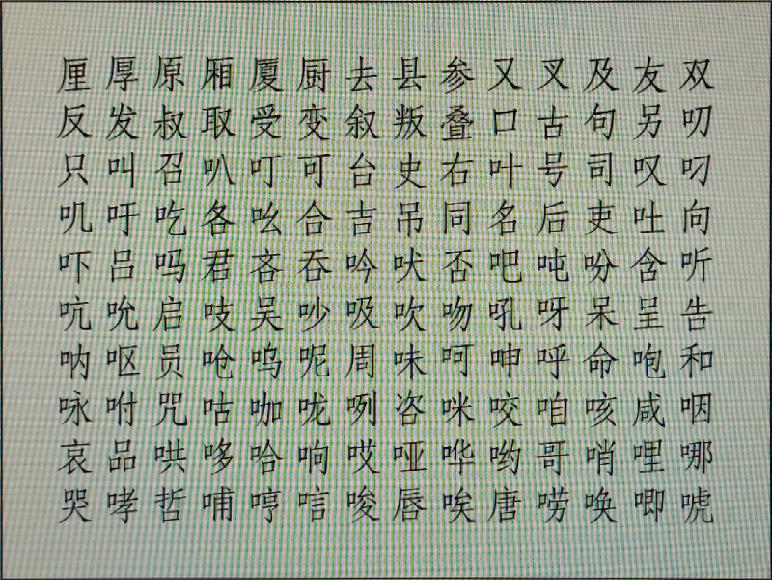 厘厚原厢厦厨去县参又叉及友双
反发叔取受变叙叛叠口古句另叨
只叫召叭叮可台史右叶号司叹叼
叽吁吃各吆合吉吊同名后吏吐向
吓吕吗君吝吞吟吠否吧吨吩含听
吭吮启吱吴吵吸吹吻吼呀呆呈告
呐呕员呛呜呢周味呵呻呼命咆和
咏咐咒咕咖咙咧咨咪咬咱咳咸咽
哀品哄哆哈响哎哑哗哟哥哨哩哪
哭哮哲哺哼唁唆唇唉唐唠唤唧唬